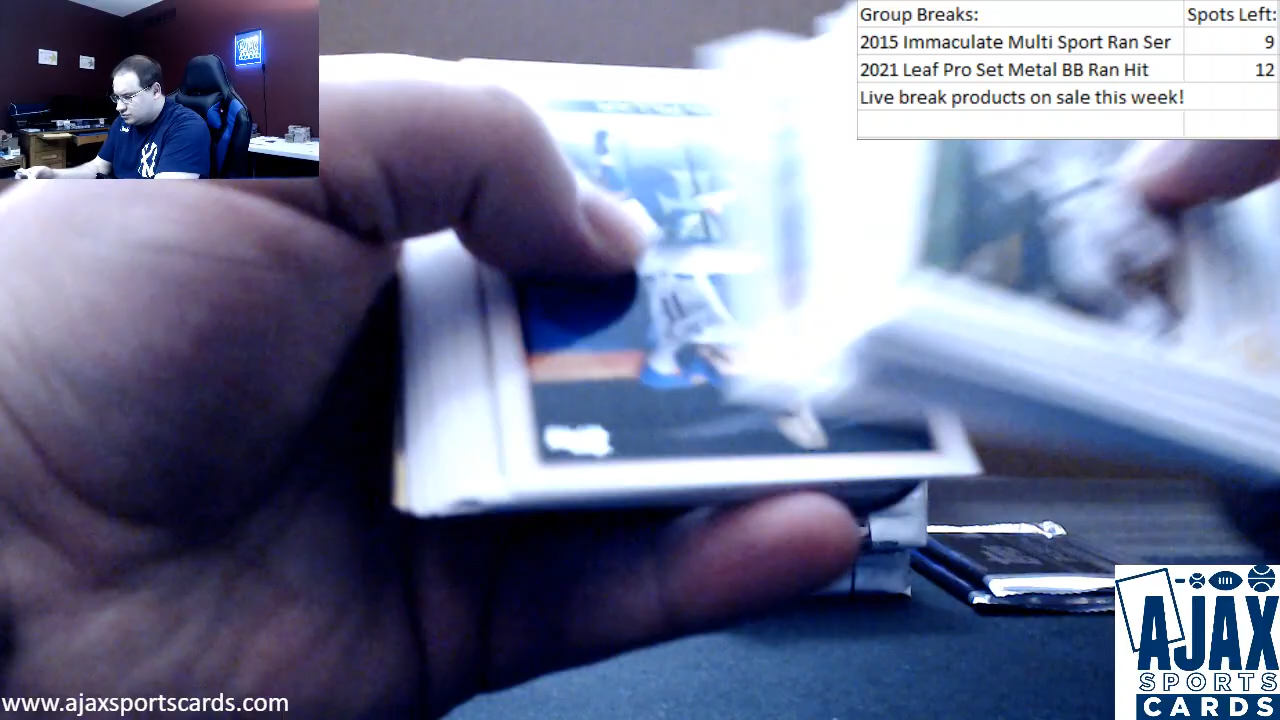 Group Breaks: Spots Left:
2015 Immaculate Multi Sport Ran Ser 9
2021 Leaf Pro Set Metal BB Ran Hit 12
Live break products on sale this week!
AJAX
SPORTS
CARDS
www.ajaxsportscards.com